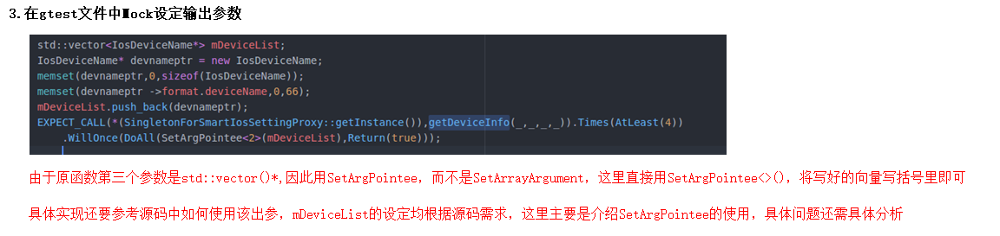 3.在gtest文件中Mock设定输出参数
std::vector<IosDeviceName*> mDeviceList;
IosDeviceName* devnameptr = new IosDeviceName;
memset(devnameptr,0,sizeof(IosDeviceName));
memset(devnameptr ->format.deviceName,0,66);
mDeviceList.push_back(devnameptr);
EXPECT_CALL(*(SingletonForSmartIosSettingProxy::getInstance()),getDeviceInfo(_,_,_,_)).Times(AtLeast(4))
.WillOnce(DoAll(SetArgPointee<2>(mDeviceList),Return(true)));
由于原函数第三个参数是std::vector()*,因此用SetArgPointee，而不是SetArrayArgument，这里直接用SetArgPointee<>()，将写好的向量写括号里即可
具体实现还要参考源码中如何使用该出参，mDeviceList的设定均根据源码需求，这里主要是介绍SetArgPointee的使用，具体问题还需具体分析